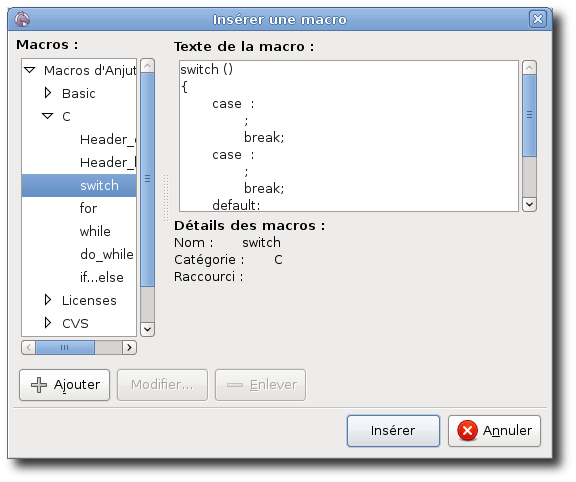 Insérer une macro
Macros :
Macros d'Anjut
Basic
C
Header_
Header_
switch
for
while
do_while
if...else
Licenses
CVS
Texte de la macro :
switch ()
{
case :
;
break;
case :
;
break;
default:
Détails des macros :
Nom : switch
Catégorie : C
Raccourci :
Ajouter
Modifier...
Enlever
Insérer
Annuler